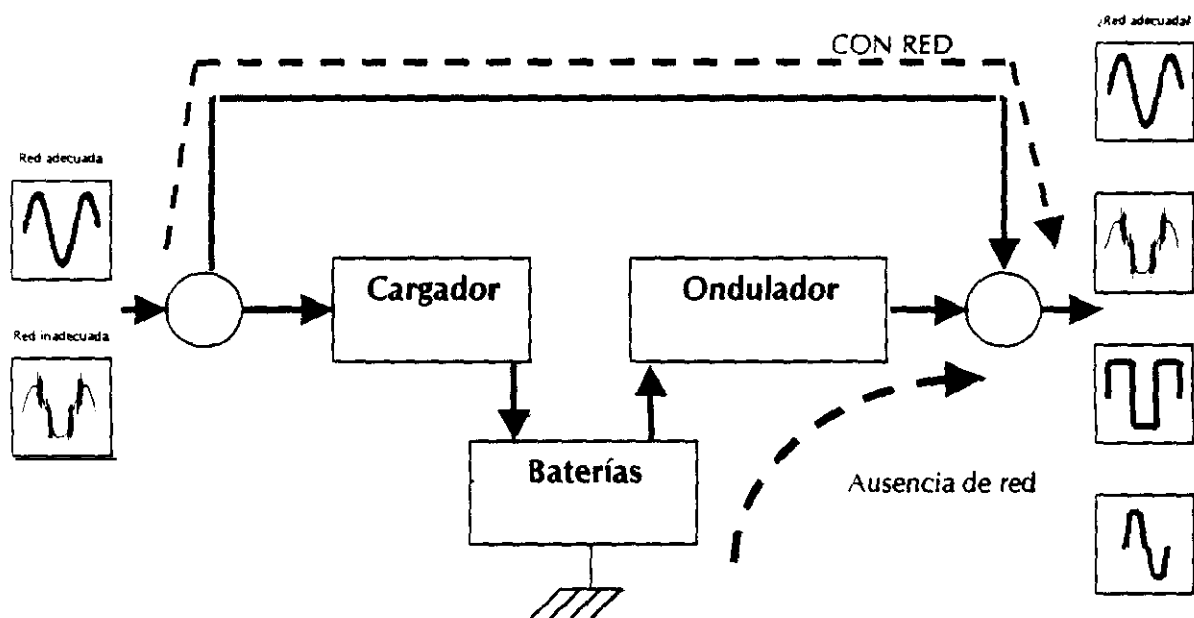 ¿Red adecuada?
CON RED
Red adecuada
Cargador
Ondulador
Red inadecuada
Baterías
Ausencia de red